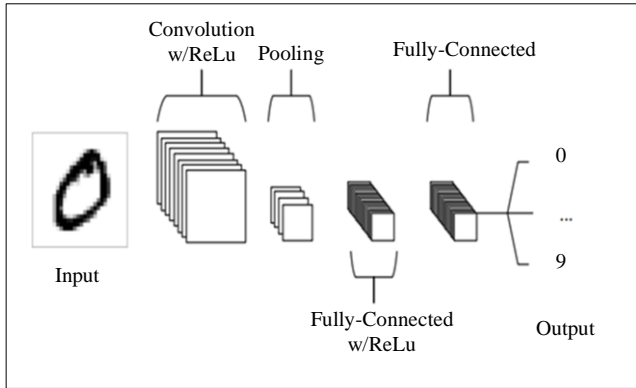 Convolution
w/ReLu
Pooling
Fully-Connected
Input
Fully-Connected
w/ReLu
0
...
9
Output